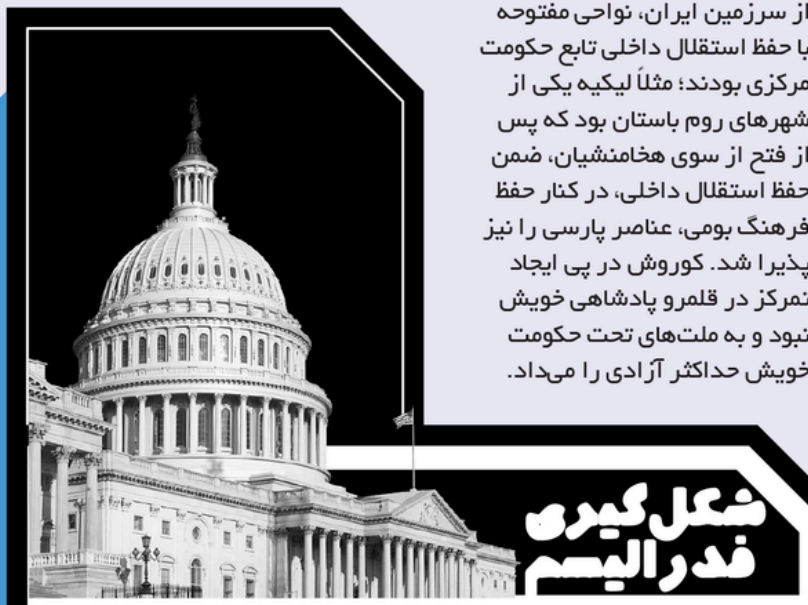 از سرزمین ایران، نواحی مفتوحه
با حفظ استقلال داخلی تابع حکومت
مرکزی بودند؛ مثلاً لیکیه یکی از
شهرهای روم باستان بود که پس
از فتح از سوی هخامنشیان، ضمن
حفظ استقلال داخلی، در کنار حفظ
فرهنگ بومی، عناصر پارسی را نیز
پذیرا شد. کوروش در پی ایجاد
تمرکز در قلمرو پادشاهی خویش
نبود و به ملت‌های تحت حکومت
خویش حداکثر آزادی را می‌داد.
شکل‌گیری
فدرالیسم